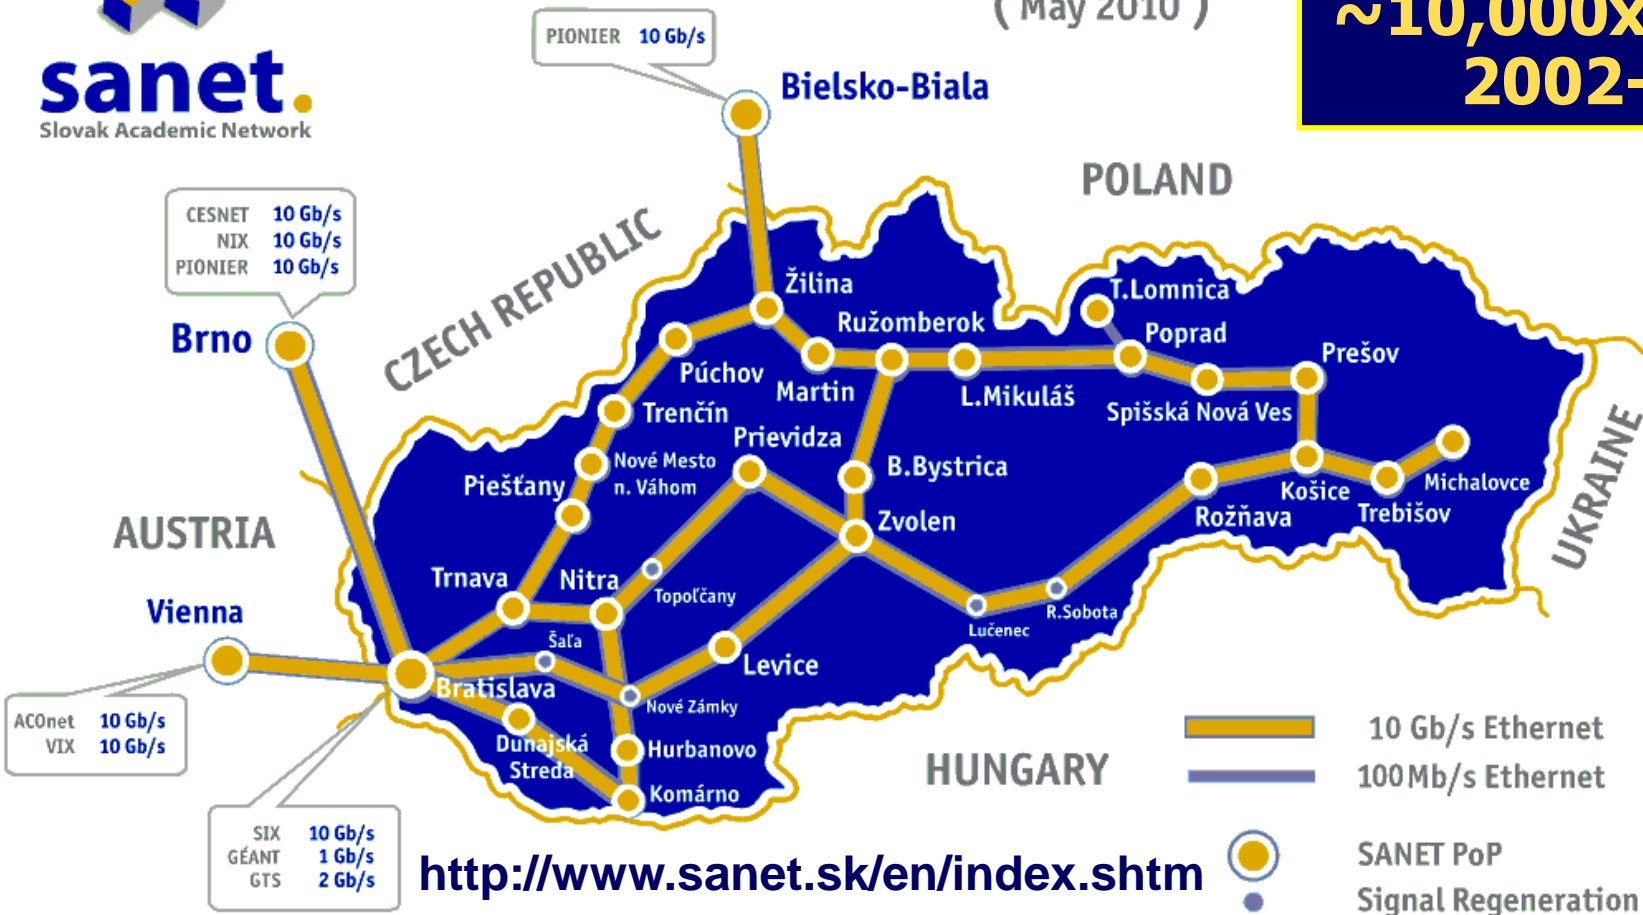 ( May 2010 )
~10,000x
2002-
sanet.
Slovak Academic Network
PIONIER 10 Gb/s
Bielsko-Biala
POLAND
CESNET 10 Gb/s
NIX 10 Gb/s
PIONIER 10 Gb/s
CZECH REPUBLIC
Brno
Žilina
T.Lomnica
Ružomberok
Poprad
Prešov
Púchov
Martin
L.Mikuláš
Spišská Nová Ves
Trenčín
Prievidza
UKRAINE
Nové Mesto
n. Váhom
B.Bystrica
Piešťany
Košice
Michalovce
Rožňava
Trebišov
AUSTRIA
Zvolen
Trnava
Nitra
Topoľčany
Vienna
Šaľa
Lučenec
R.Sobota
Levice
Bratislava
Nové Zámky
ACOnet 10 Gb/s
VIX 10 Gb/s
Dunajská
Streda
Hurbanovo
Komárno
HUNGARY
10 Gb/s Ethernet
100Mb/s Ethernet
SIX 10 Gb/s
GÉANT 1 Gb/s
GTS 2 Gb/s
http://www.sanet.sk/en/index.shtm
SANET PoP
Signal Regeneration